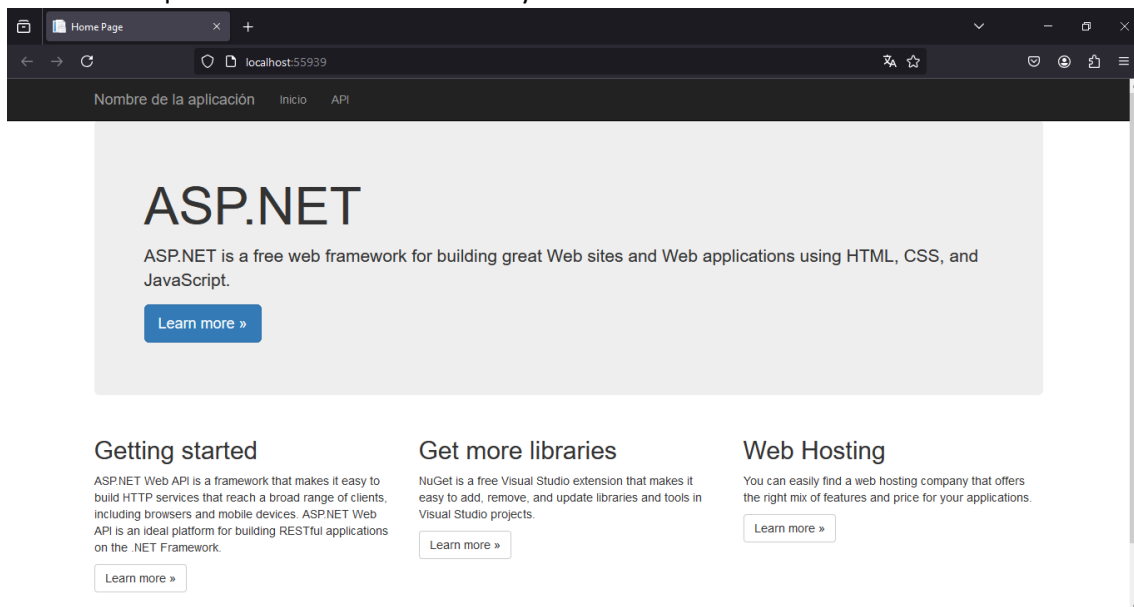 Home Page
localhost:55939
Nombre de la aplicación Inicio API
ASP.NET
ASP.NET is a free web framework for building great Web sites and Web applications using HTML, CSS, and
JavaScript.
Learn more »
Getting started
ASP.NET Web API is a framework that makes it easy to
build HTTP services that reach a broad range of clients,
including browsers and mobile devices. ASP.NET Web
API is an ideal platform for building RESTful applications
on the .NET Framework.
Learn more »
Get more libraries
NuGet is a free Visual Studio extension that makes it
easy to add, remove, and update libraries and tools in
Visual Studio projects.
Learn more »
Web Hosting
You can easily find a web hosting company that offers
the right mix of features and price for your applications.
Learn more »